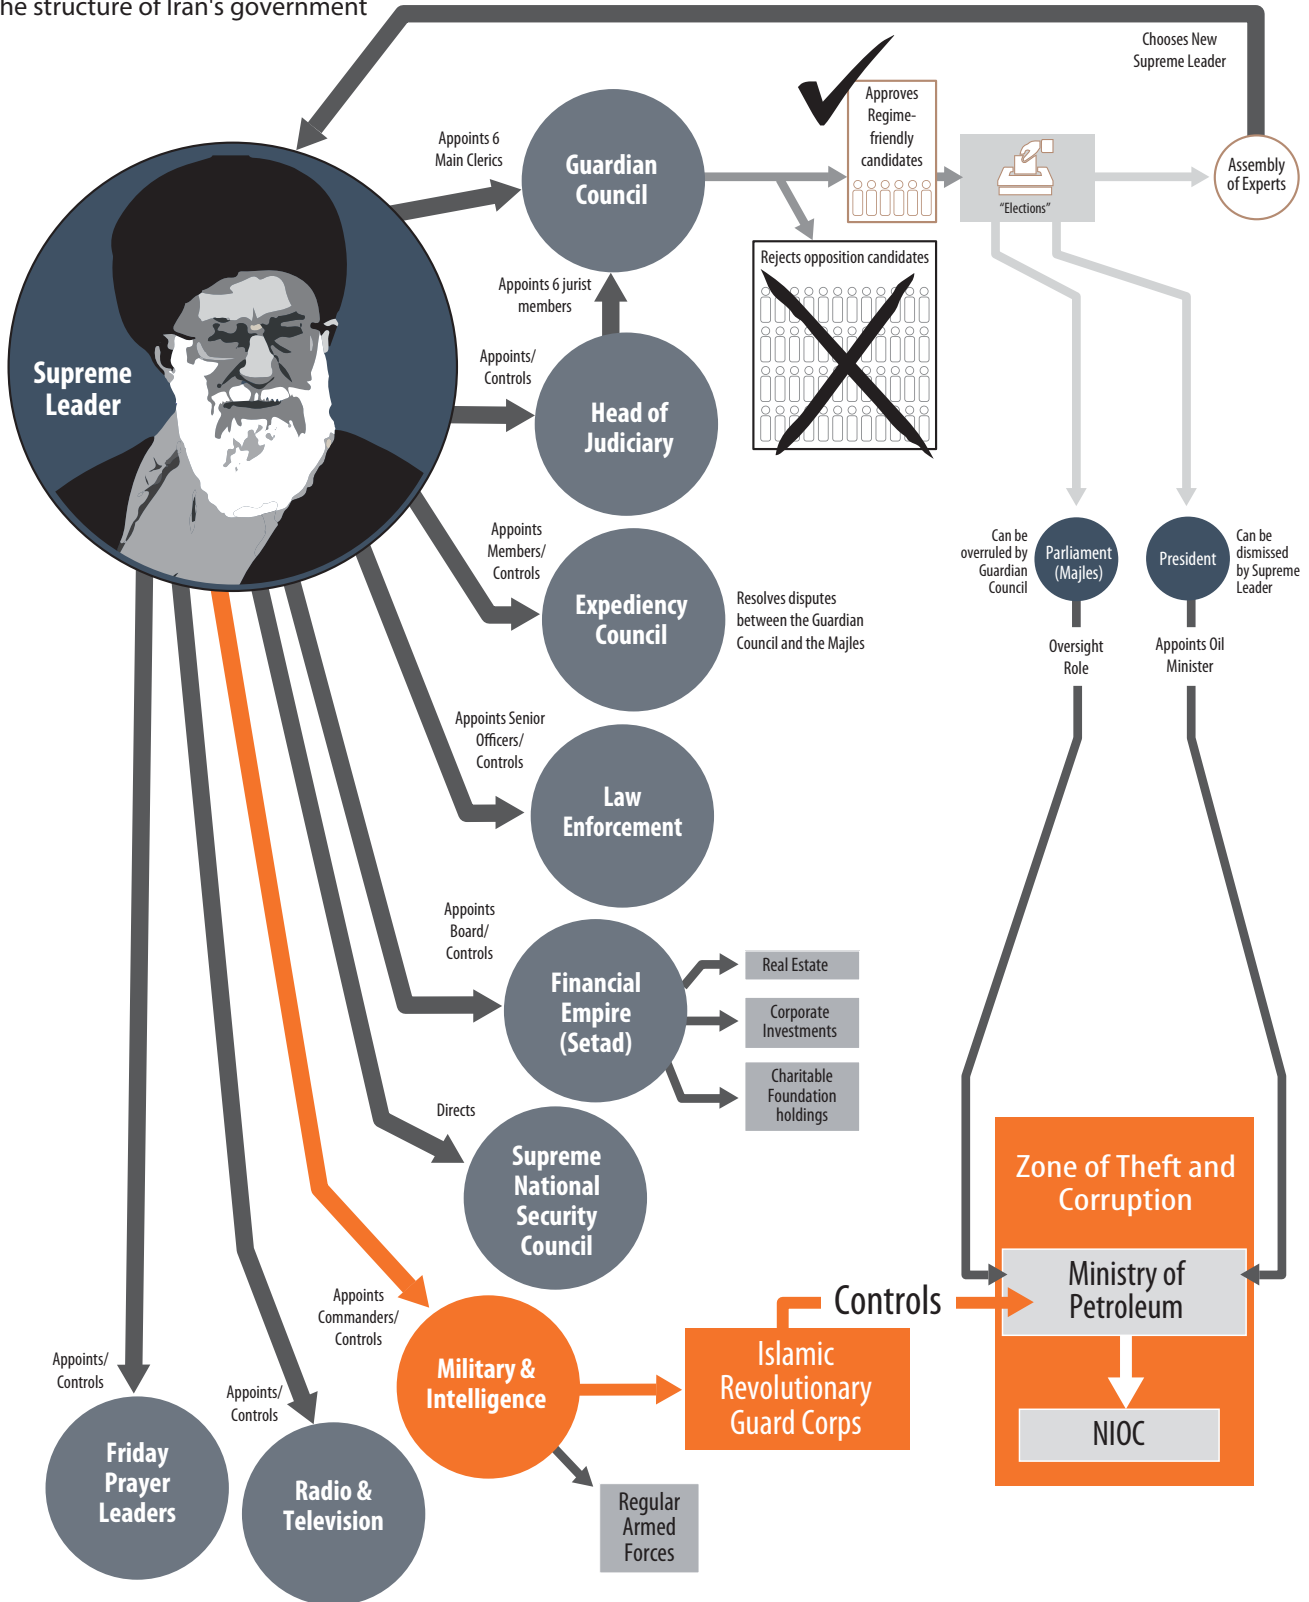 he structure of Iran's government
Chooses New
Supreme Leader
Approves
Regime-
friendly
candidates
Appoints 6
Main Clerics
Guardian
Council
"Elections"
Assembly
of Experts
Rejects opposition candidates
Appoints 6 jurist
members
Supreme
Leader
Appoints/
Controls
Head of
Judiciary
Appoints
Members/
Controls
Expediency
Council
Resolves disputes
between the Guardian
Council and the Majles
Can be
overruled by
Guardian
Council
Parliament
(Majles)
President
Can be
dismissed
by Supreme
Leader
Oversight
Role
Appoints Oil
Minister
Appoints Senior
Officers/
Controls
Law
Enforcement
Appoints
Board/
Controls
Financial
Empire
(Setad)
Real Estate
Corporate
Investments
Charitable
Foundation
holdings
Directs
Supreme
National
Security
Council
Zone of Theft and
Corruption
Ministry of
Petroleum
NIOC
Appoints
Commanders/
Controls
Military &
Intelligence
Controls
Islamic
Revolutionary
Guard Corps
Regular
Armed
Forces
Appoints/
Controls
Friday
Prayer
Leaders
Appoints/
Controls
Radio &
Television